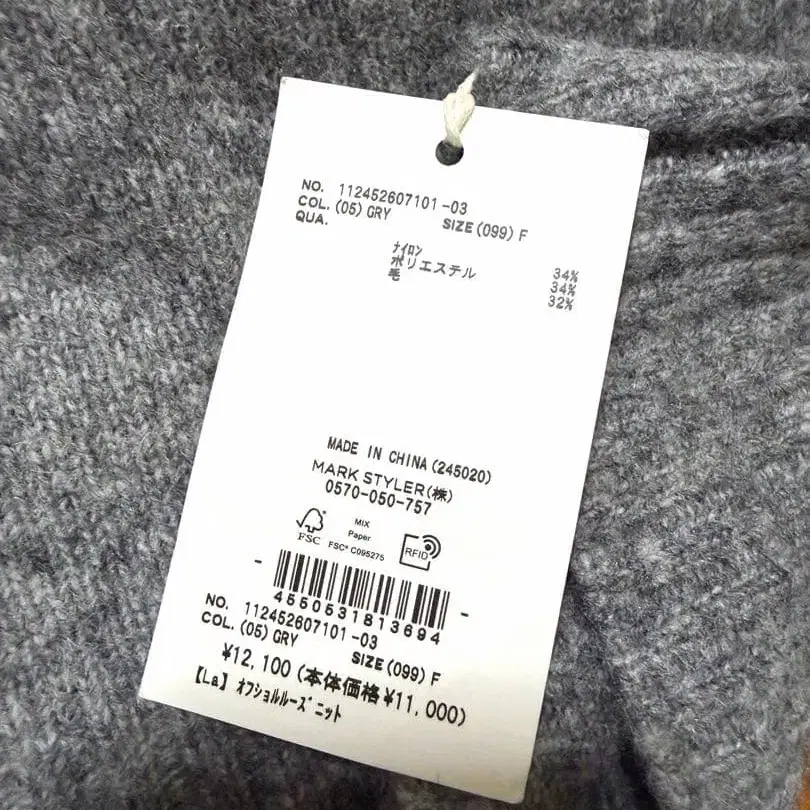 NO. 112452607101-03
COL. (05) GRY SIZE (099) F
QUA.
ﾅｲﾛﾝ 34%
ポリエステル 34%
毛 32%
MADE IN CHINA (245020)
MARK STYLER(株)
0570-050-757
FSC
MIX
Paper
FSC® C095275
RFID
4550531813694
NO. 112452607101-03
COL. (05) GRY SIZE (099) F
¥12,100 (本体価格¥11,000)
【La】ｵﾌｼｮﾙﾙｰｽﾞﾆｯﾄ